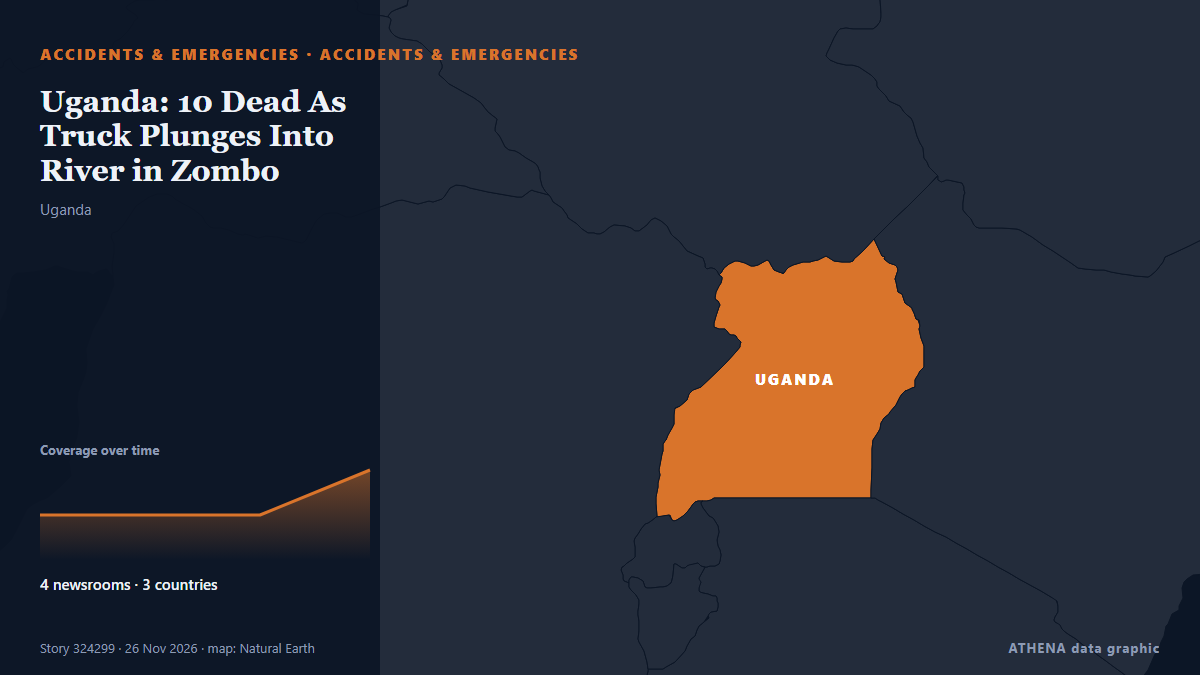 ACCIDENTS & EMERGENCIES · ACCIDENTS & EMERGENCIES
Uganda: 10 Dead As
Truck Plunges Into
River in Zombo
Uganda
UGANDA
Coverage over time
4 newsrooms · 3 countries
Story 324299 · 26 Nov 2026 · map: Natural Earth
ATHENA data graphic